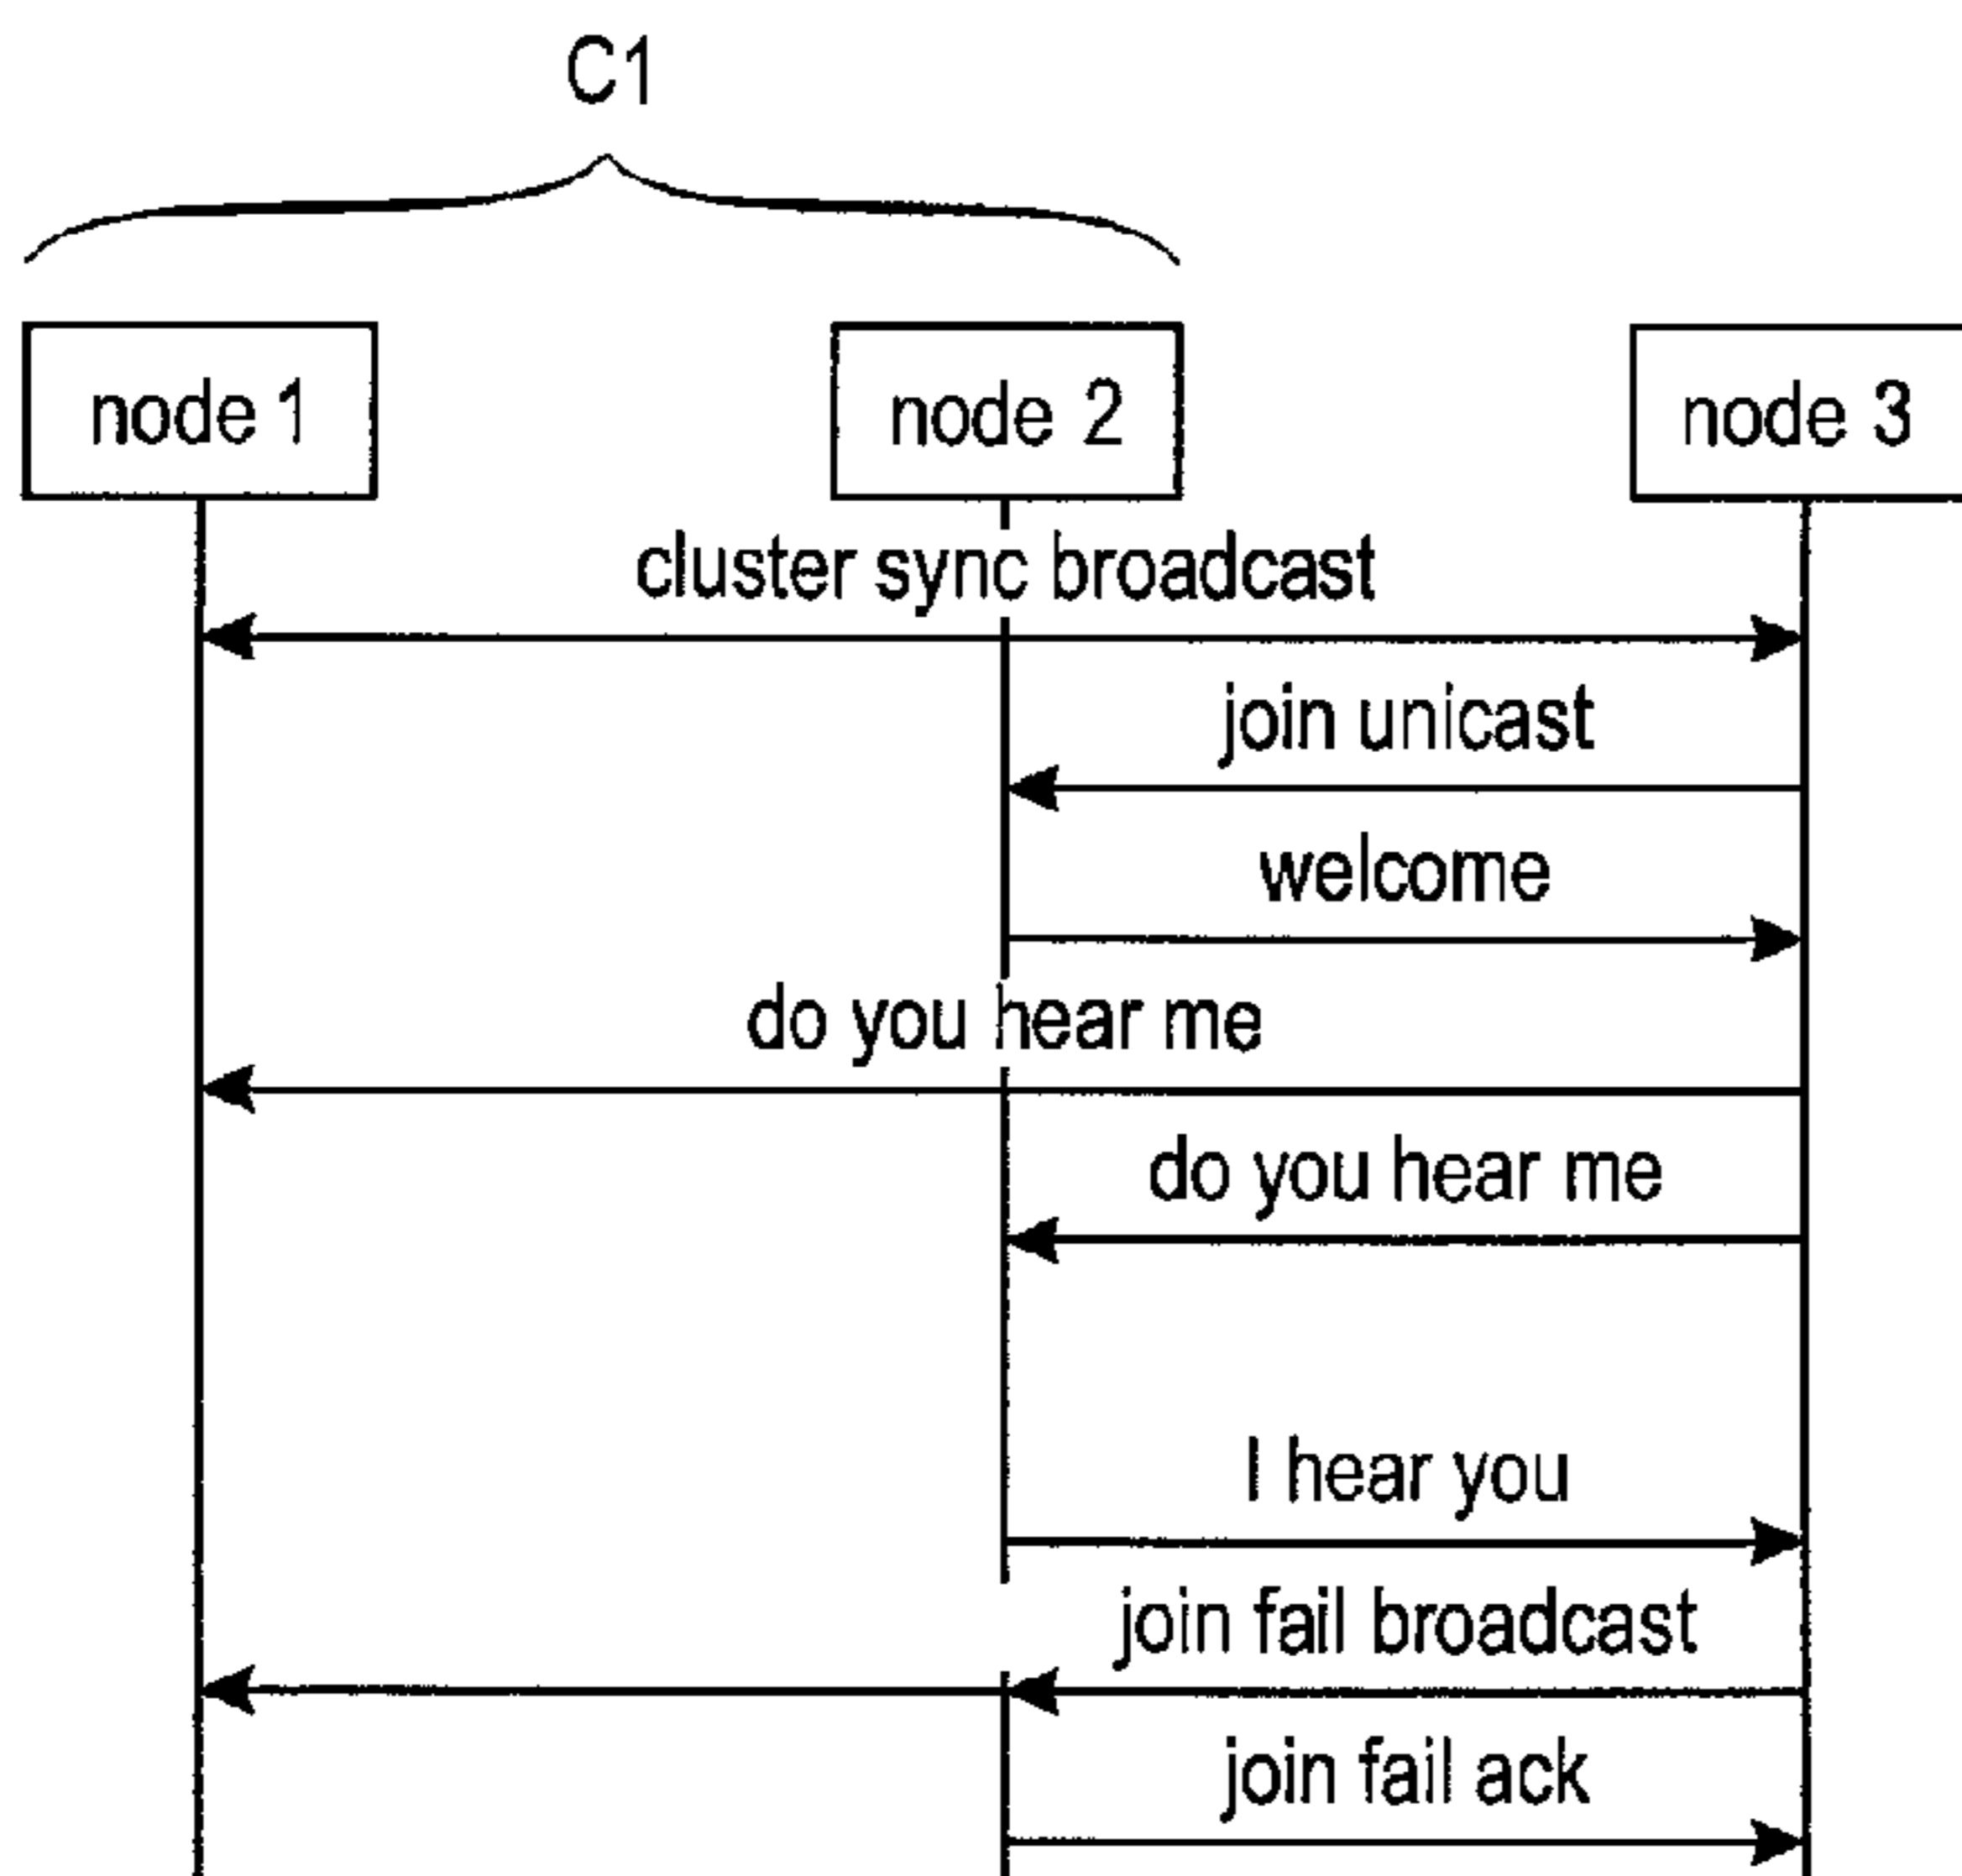 C1
node 1
node 2
node 3
cluster sync broadcast
join unicast
welcome
do you hear me
do you hear me
I hear you
join fail broadcast
join fail ack